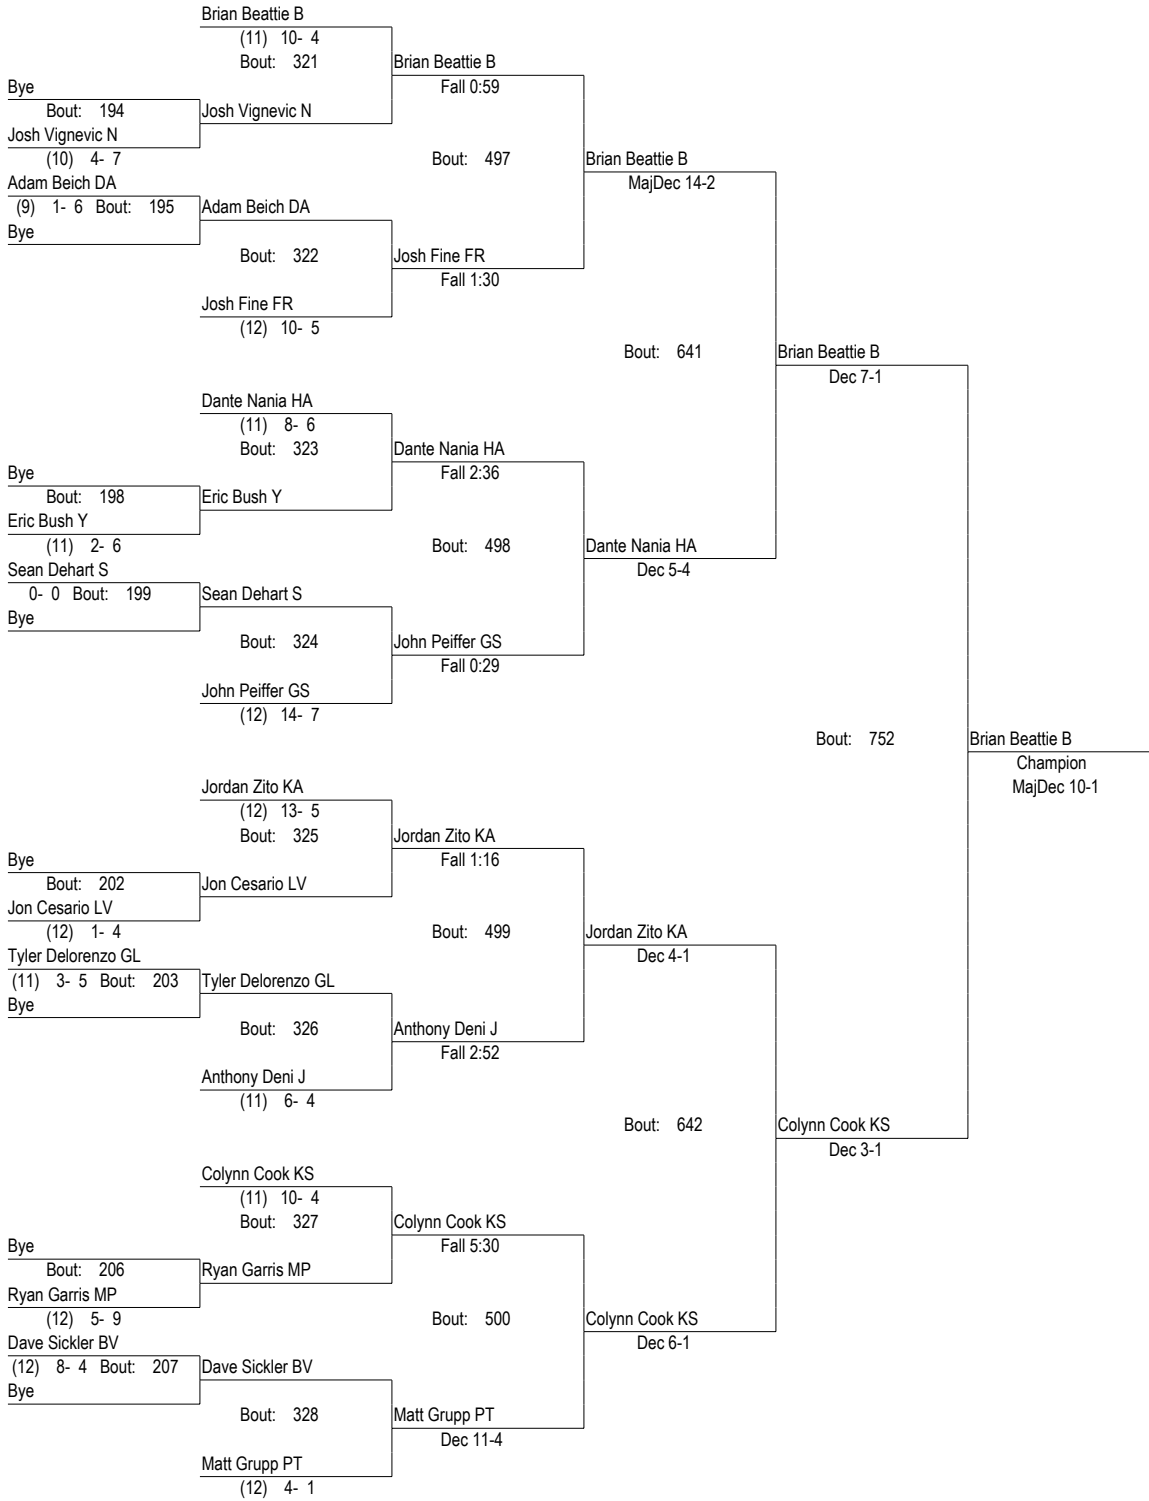 Brian Beattie B
(11) 10- 4
Bout: 321
Brian Beattie B
Fall 0:59
Bye
Bout: 194
Josh Vignevic N
Josh Vignevic N
(10) 4- 7
Bout: 497
Brian Beattie B
MajDec 14-2
Adam Beich DA
(9) 1- 6 Bout: 195
Adam Beich DA
Bye
Bout: 322
Josh Fine FR
Fall 1:30
Josh Fine FR
(12) 10- 5
Bout: 641
Brian Beattie B
Dec 7-1
Dante Nania HA
(11) 8- 6
Bout: 323
Dante Nania HA
Fall 2:36
Bye
Bout: 198
Eric Bush Y
Eric Bush Y
(11) 2- 6
Bout: 498
Dante Nania HA
Dec 5-4
Sean Dehart S
0- 0 Bout: 199
Sean Dehart S
Bye
Bout: 324
John Peiffer GS
Fall 0:29
John Peiffer GS
(12) 14- 7
Bout: 752
Brian Beattie B
Champion
MajDec 10-1
Jordan Zito KA
(12) 13- 5
Bout: 325
Jordan Zito KA
Fall 1:16
Bye
Bout: 202
Jon Cesario LV
Jon Cesario LV
(12) 1- 4
Bout: 499
Jordan Zito KA
Dec 4-1
Tyler Delorenzo GL
(11) 3- 5 Bout: 203
Tyler Delorenzo GL
Bye
Bout: 326
Anthony Deni J
Fall 2:52
Anthony Deni J
(11) 6- 4
Bout: 642
Colynn Cook KS
Dec 3-1
Colynn Cook KS
(11) 10- 4
Bout: 327
Colynn Cook KS
Fall 5:30
Bye
Bout: 206
Ryan Garris MP
Ryan Garris MP
(12) 5- 9
Bout: 500
Colynn Cook KS
Dec 6-1
Dave Sickler BV
(12) 8- 4 Bout: 207
Dave Sickler BV
Bye
Bout: 328
Matt Grupp PT
Dec 11-4
Matt Grupp PT
(12) 4- 1